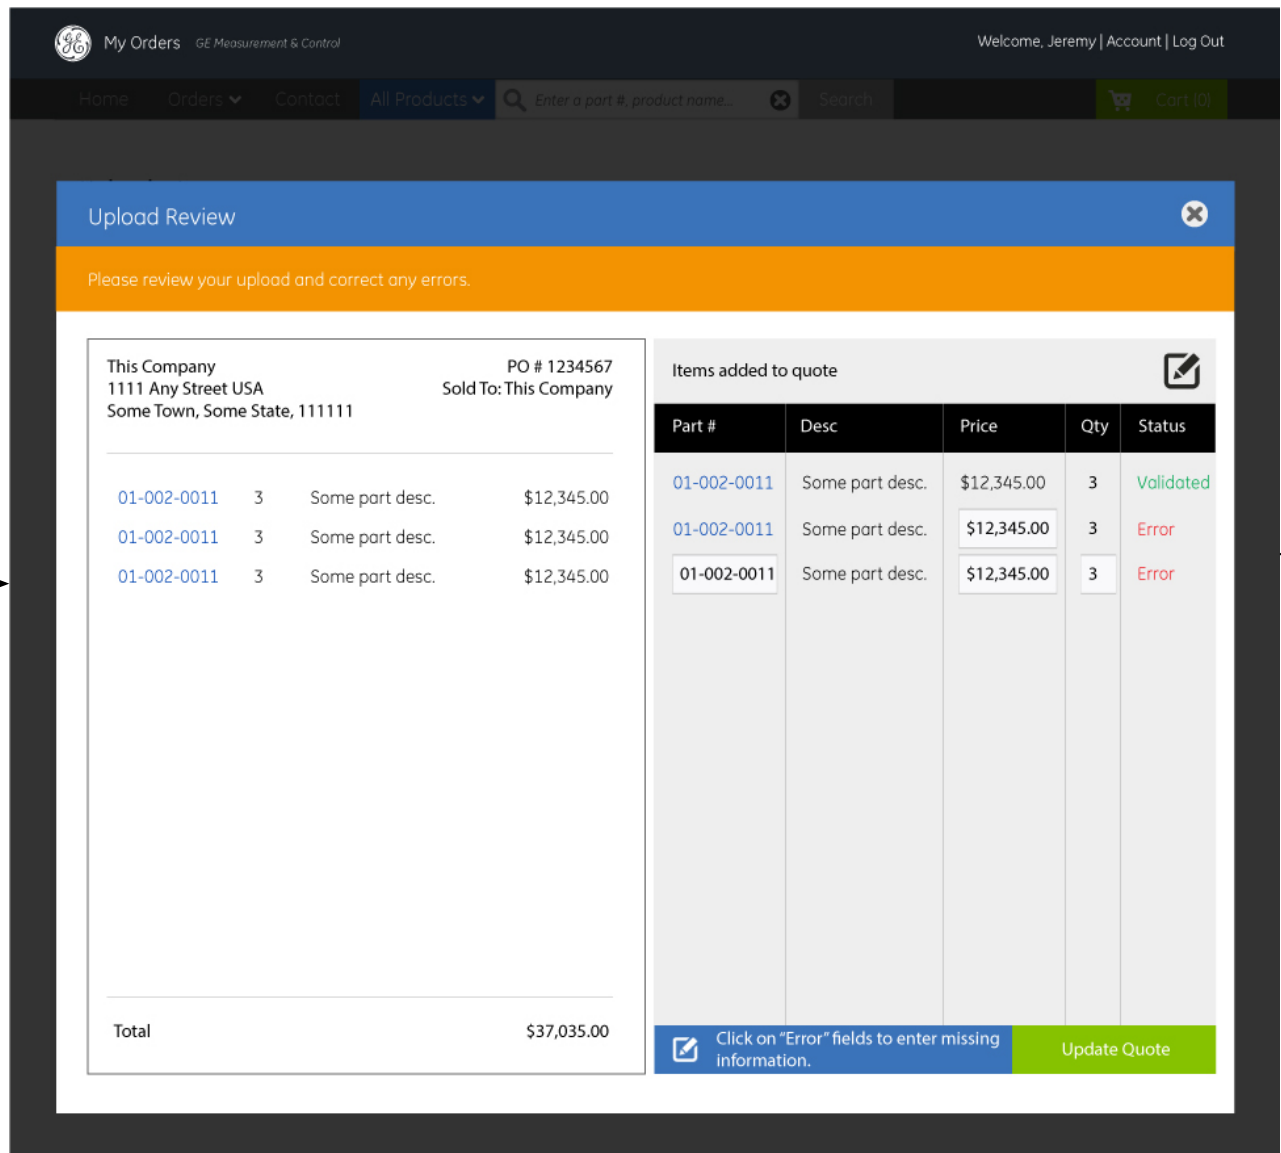 My Orders GE Measurement & Control
Welcome, Jeremy | Account | Log Out
Home Orders Contact All Products Enter a part #, product name... Search Cart (0)
Upload Review
Please review your upload and correct any errors.
This Company PO # 1234567
1111 Any Street USA Sold To: This Company
Some Town, Some State, 111111
01-002-0011 3 Some part desc. $12,345.00
01-002-0011 3 Some part desc. $12,345.00
01-002-0011 3 Some part desc. $12,345.00
Total $37,035.00
Items added to quote
Part # Desc Price Qty Status
01-002-0011 Some part desc. $12,345.00 3 Validated
01-002-0011 Some part desc. $12,345.00 3 Error
01-002-0011 Some part desc. $12,345.00 3 Error
Click on "Error" fields to enter missing
information.
Update Quote